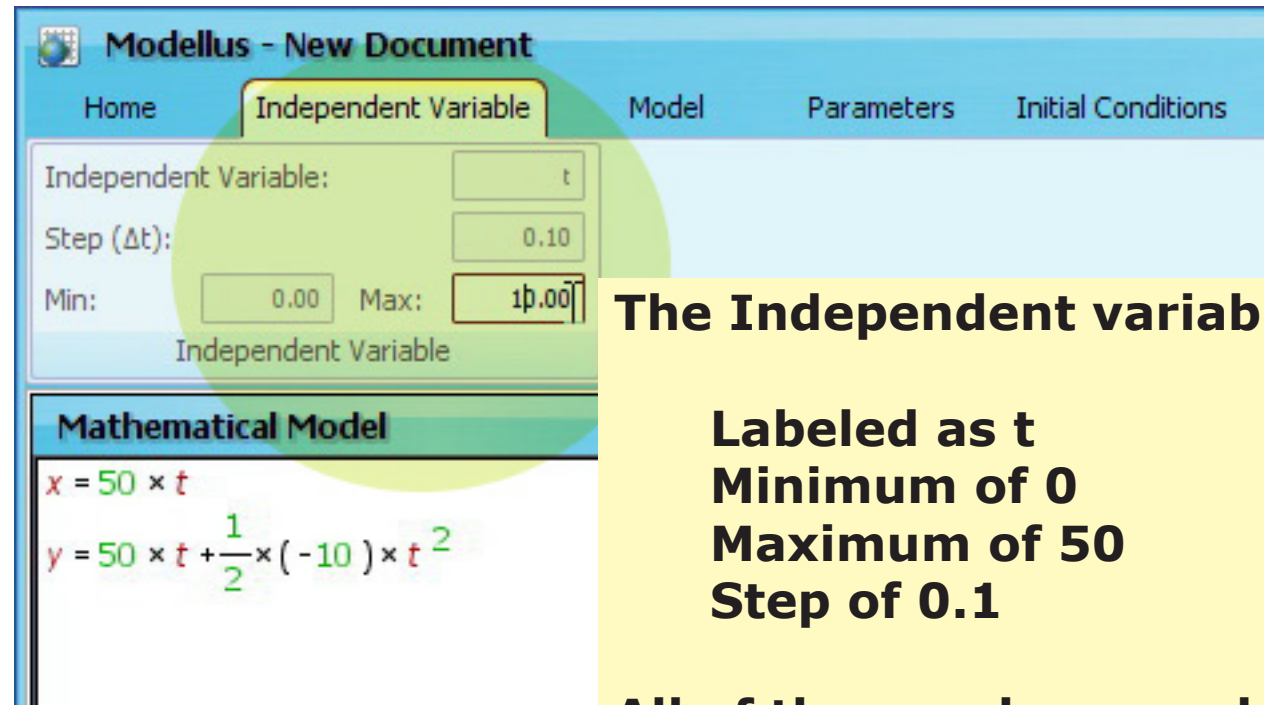 Modellus - New Document
Home Independent Variable Model Parameters Initial Conditions
Independent Variable: t
Step (Δt): 0.10
Min: 0.00 Max: 10.00
Independent Variable
Mathematical Model
x = 50 × t
y = 50 × t + 1/2 × ( - 10 ) × t ²
The Independent variab
Labeled as t
Minimum of 0
Maximum of 50
Step of 0.1